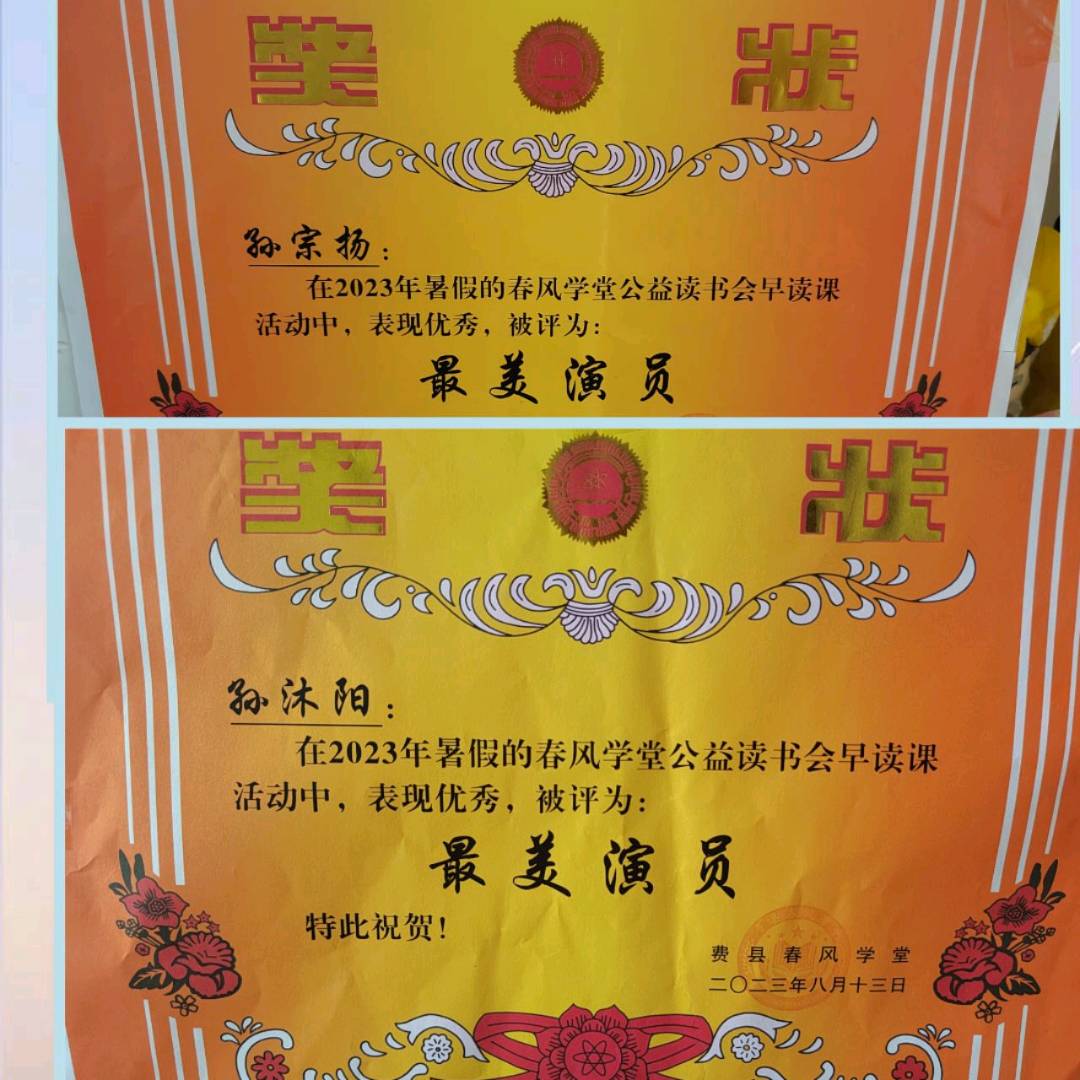 奖状
孙宗扬：
在2023年暑假的春风学堂公益读书会早读课
活动中，表现优秀，被评为：
最美演员
奖状
孙沐阳：
在2023年暑假的春风学堂公益读书会早读课
活动中，表现优秀，被评为：
最美演员
特此祝贺！
费县春风学堂
二〇二三年八月十三日